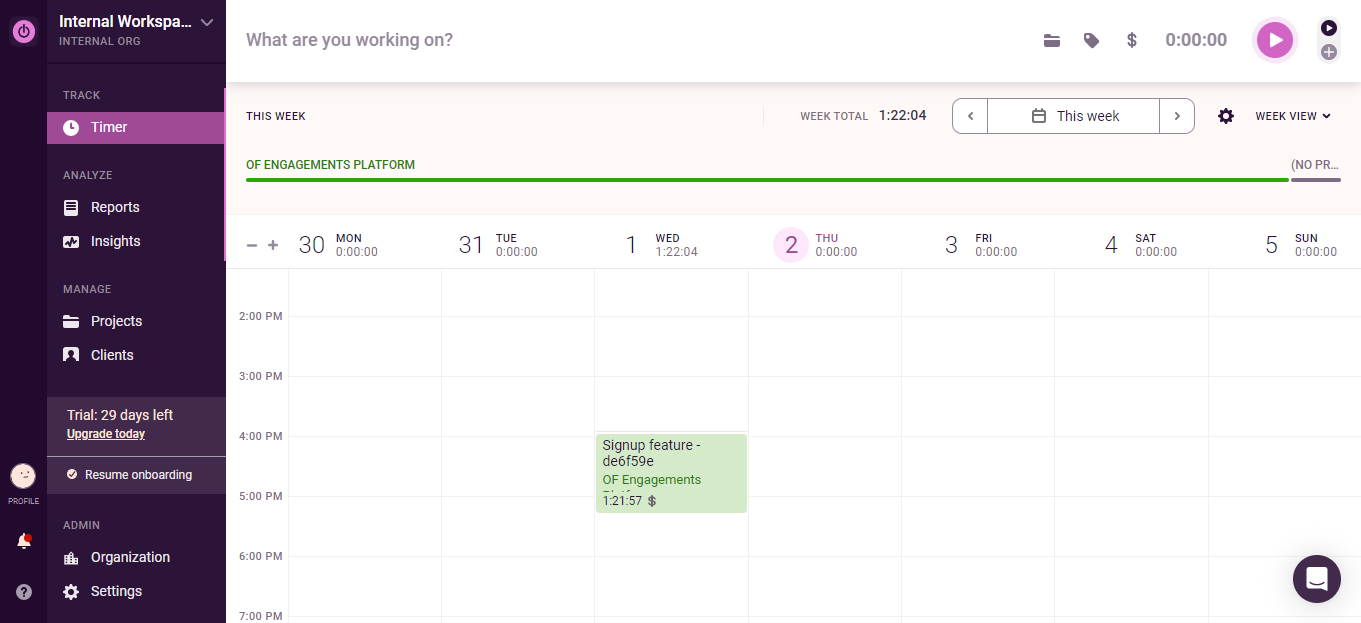 Internal Workspa...
INTERNAL ORG
TRACK
Timer
ANALYZE
Reports
Insights
MANAGE
Projects
Clients
Trial: 29 days left
Upgrade today
Resume onboarding
PROFILE
ADMIN
Organization
Settings
What are you working on?
$ 0:00:00
THIS WEEK
WEEK TOTAL 1:22:04
This week
WEEK VIEW
OF ENGAGEMENTS PLATFORM
(NO PR...
30 MON 0:00:00
31 TUE 0:00:00
1 WED 1:22:04
2 THU 0:00:00
3 FRI 0:00:00
4 SAT 0:00:00
5 SUN 0:00:00
2:00 PM
3:00 PM
4:00 PM
Signup feature -
de6f59e
OF Engagements
1:21:57 $
5:00 PM
6:00 PM
7:00 PM